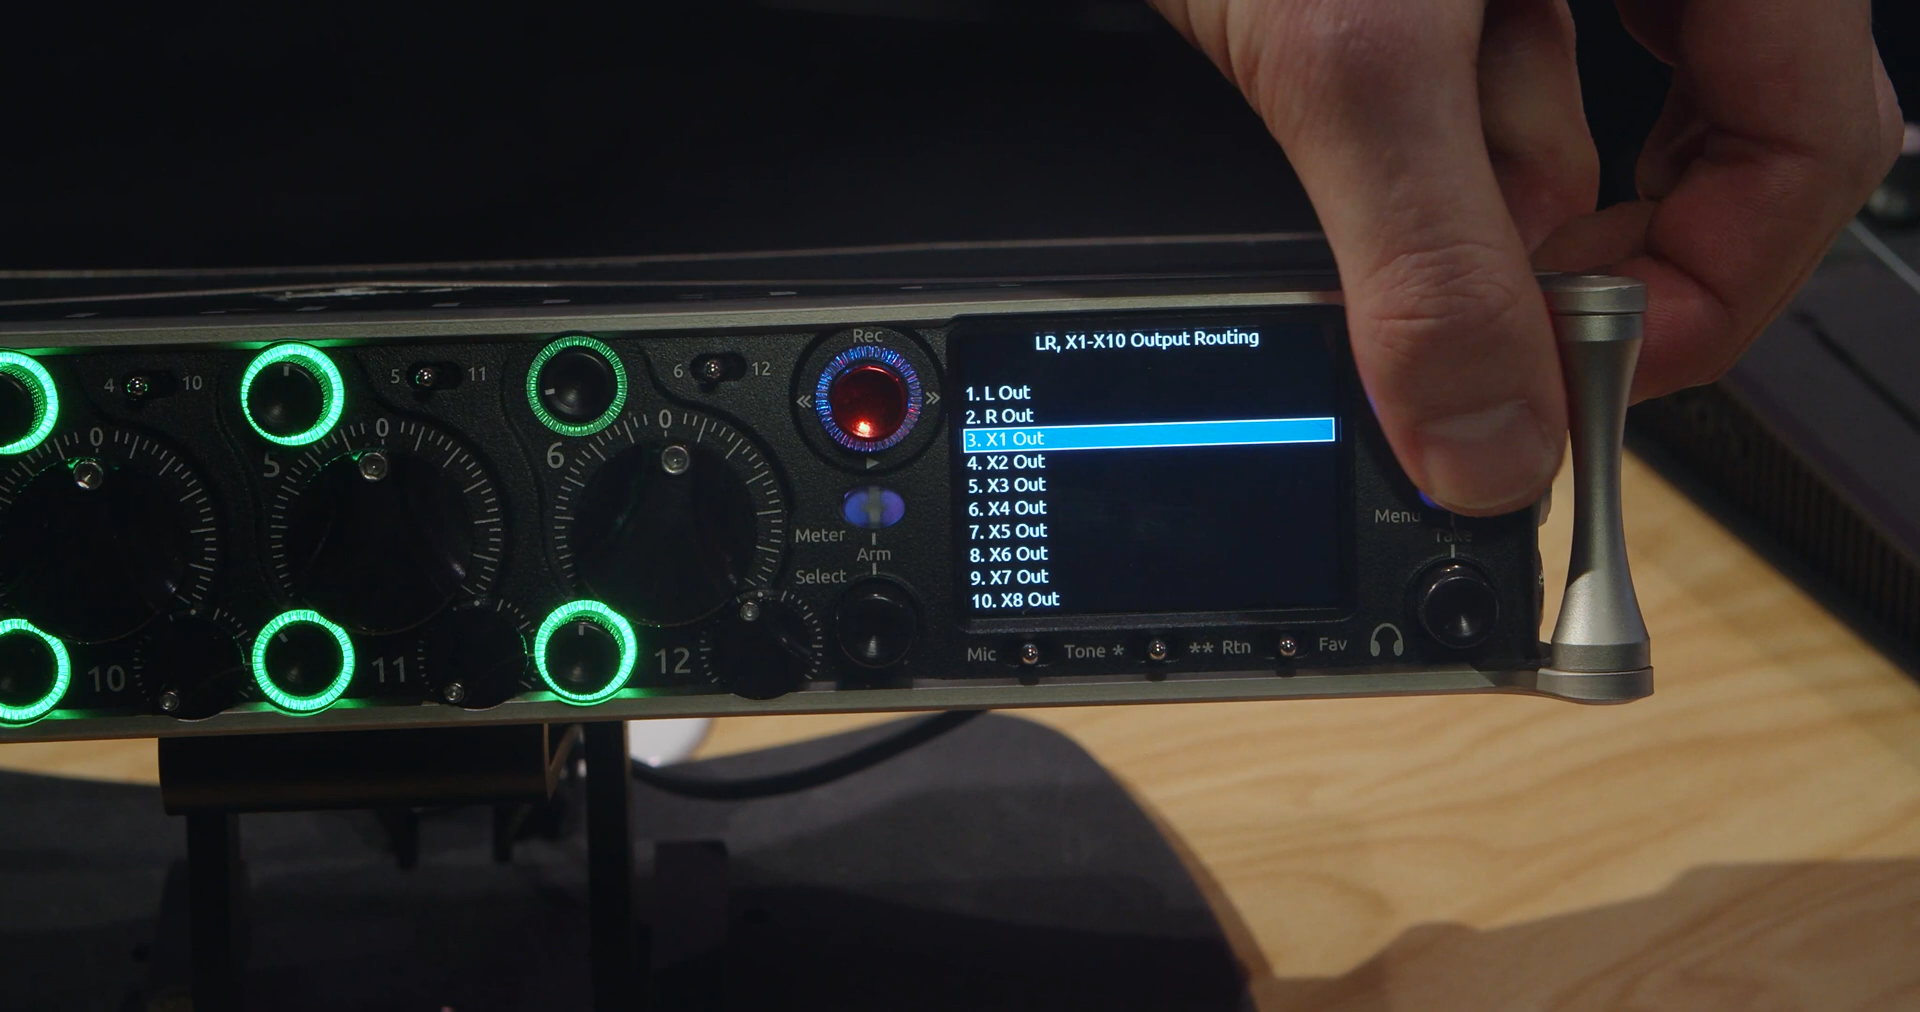 LR, X1-X10 Output Routing
1. L Out
2. R Out
3. X1 Out
4. X2 Out
5. X3 Out
6. X4 Out
7. X5 Out
8. X6 Out
9. X7 Out
10. X8 Out
4 10
5 11
6 12
Rec
0
0
0
5
6
Meter
Arm
Select
Menu
Take
10
11
12
Mic
Tone *
** Rtn
Fav